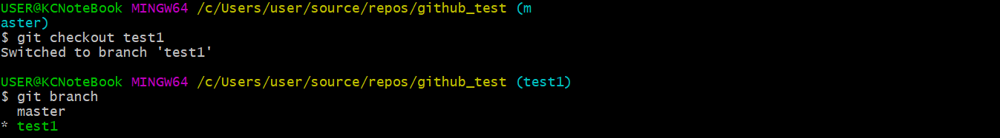 USER@KCNoteBook MINGW64 /c/Users/user/source/repos/github_test (m
aster)
$ git checkout test1
Switched to branch 'test1'
USER@KCNoteBook MINGW64 /c/Users/user/source/repos/github_test (test1)
$ git branch
  master
* test1